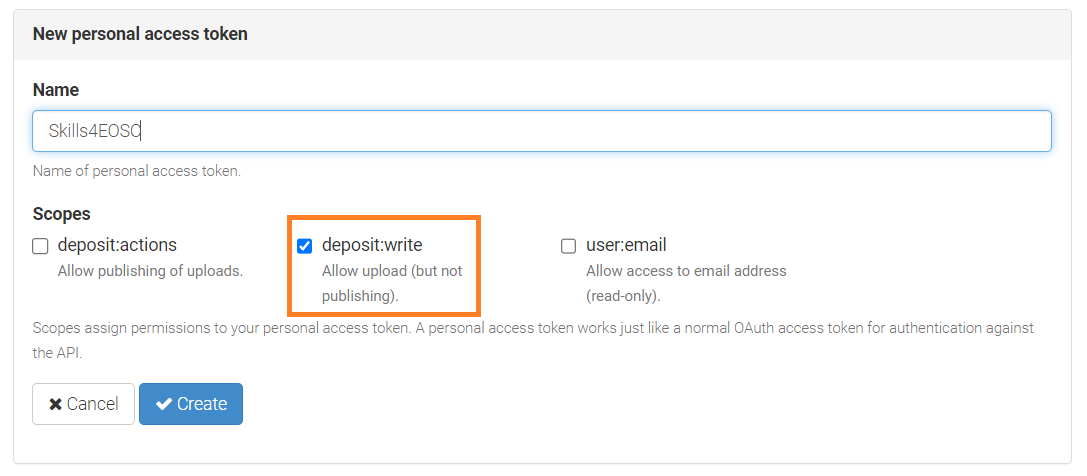 New personal access token
Name
Skills4EOSC
Name of personal access token.
Scopes
deposit:actions
Allow publishing of uploads.
deposit:write
Allow upload (but not
publishing).
user:email
Allow access to email address
(read-only).
Scopes assign permissions to your personal access token. A personal access token works just like a normal OAuth access token for authentication against
the API.
Cancel
Create